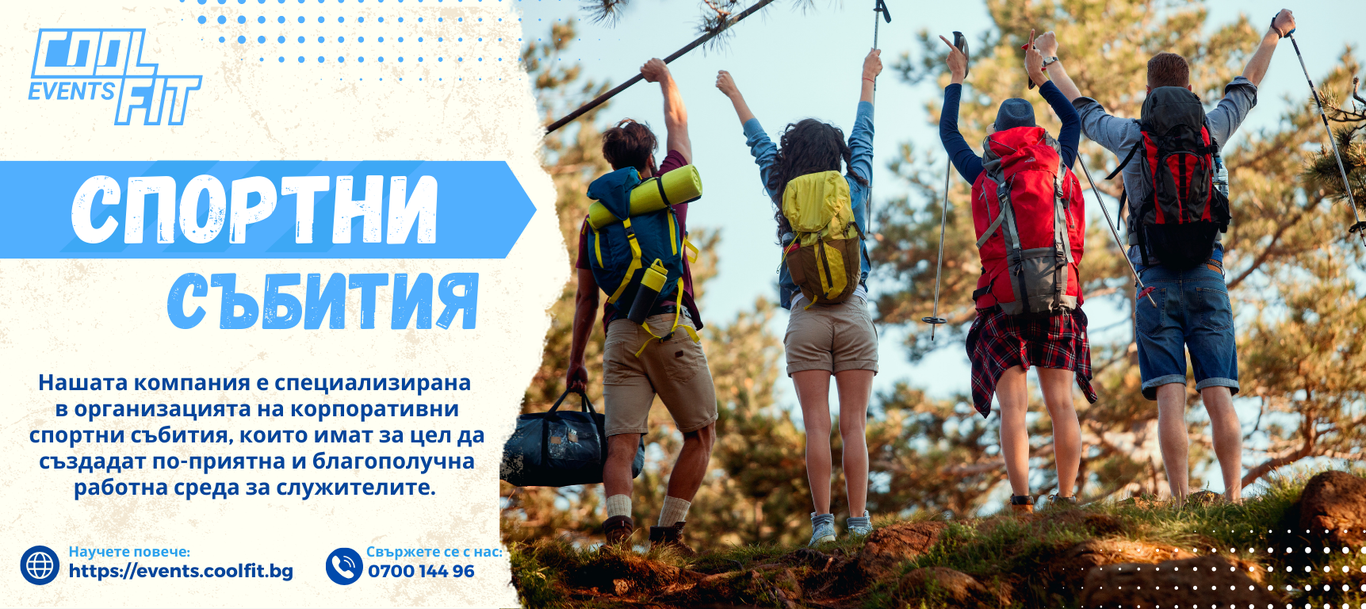 COOL
EVENTS FIT
СПОРТНИ
СЪБИТИЯ
Нашата компания е специализирана
в организацията на корпоративни
спортни събития, които имат за цел да
създадат по-приятна и благополучна
работна среда за служителите.
Научете повече:
https://events.coolfit.bg
Свържете се с нас:
0700 144 96